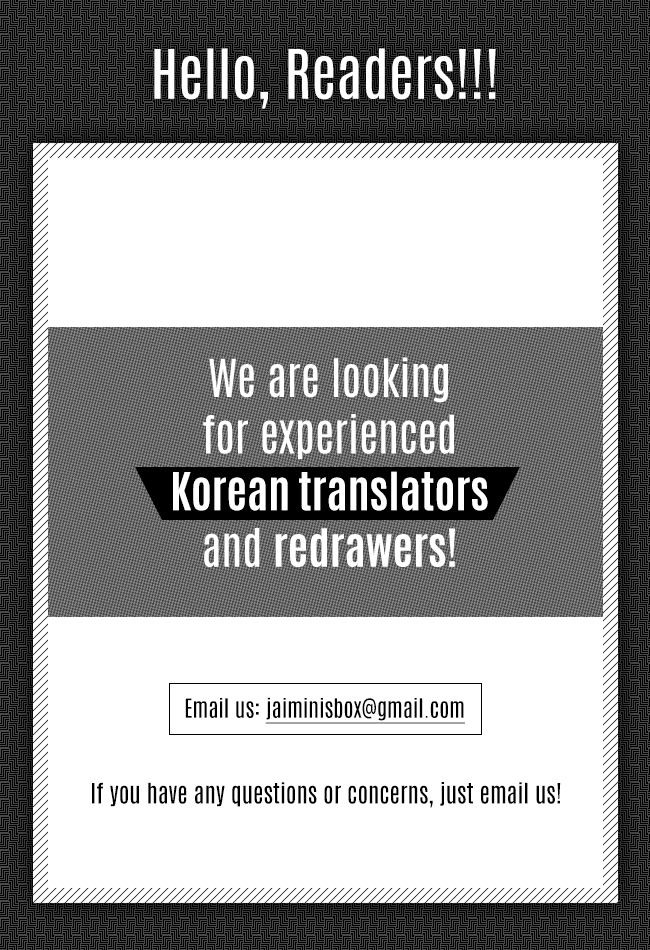 Hello, Readers!!!
We are looking
for experienced
Korean translators
and redrawers!
Email us: jaiminisbox@gmail.com
If you have any questions or concerns, just email us!